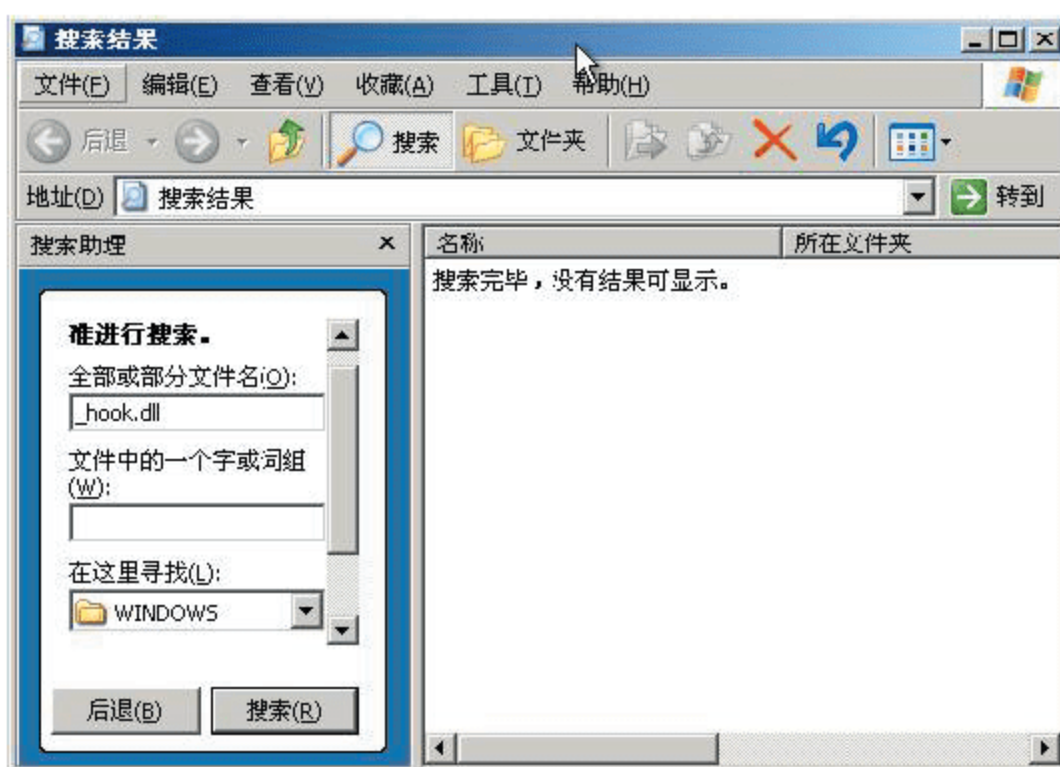 搜索结果
文件(F) 编辑(E) 查看(V) 收藏(A) 工具(T) 帮助(H)
后退 搜索 文件夹
地址(D) 搜索结果 转到
搜索助理 名称 所在文件夹
搜索完毕，没有结果可显示。
准进行搜索。
全部或部分文件名(O):
_hook.dll
文件中的一个字或词组
(W):
在这里寻找(L):
WINDOWS
后退(B) 搜索(R)